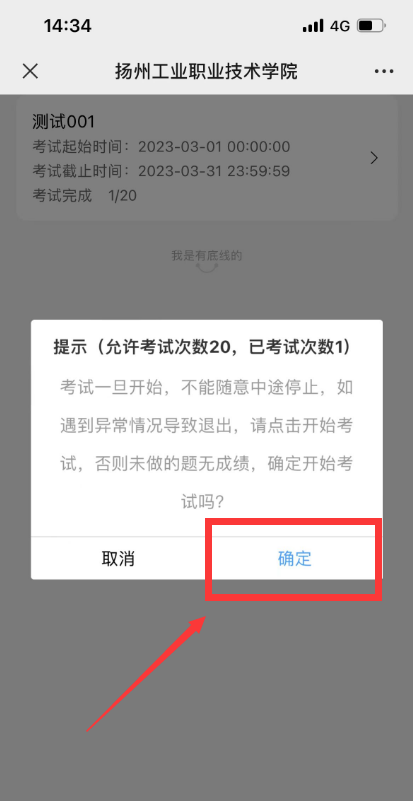 14:34
4G
扬州工业职业技术学院
测试001
考试起始时间：2023-03-01 00:00:00
考试截止时间：2023-03-31 23:59:59
考试完成 1/20
我是有底线的
提示（允许考试次数20，已考试次数1）
考试一旦开始，不能随意中途停止，如
遇到异常情况导致退出，请点击开始考
试，否则未做的题无成绩，确定开始考
试吗?
取消
确定